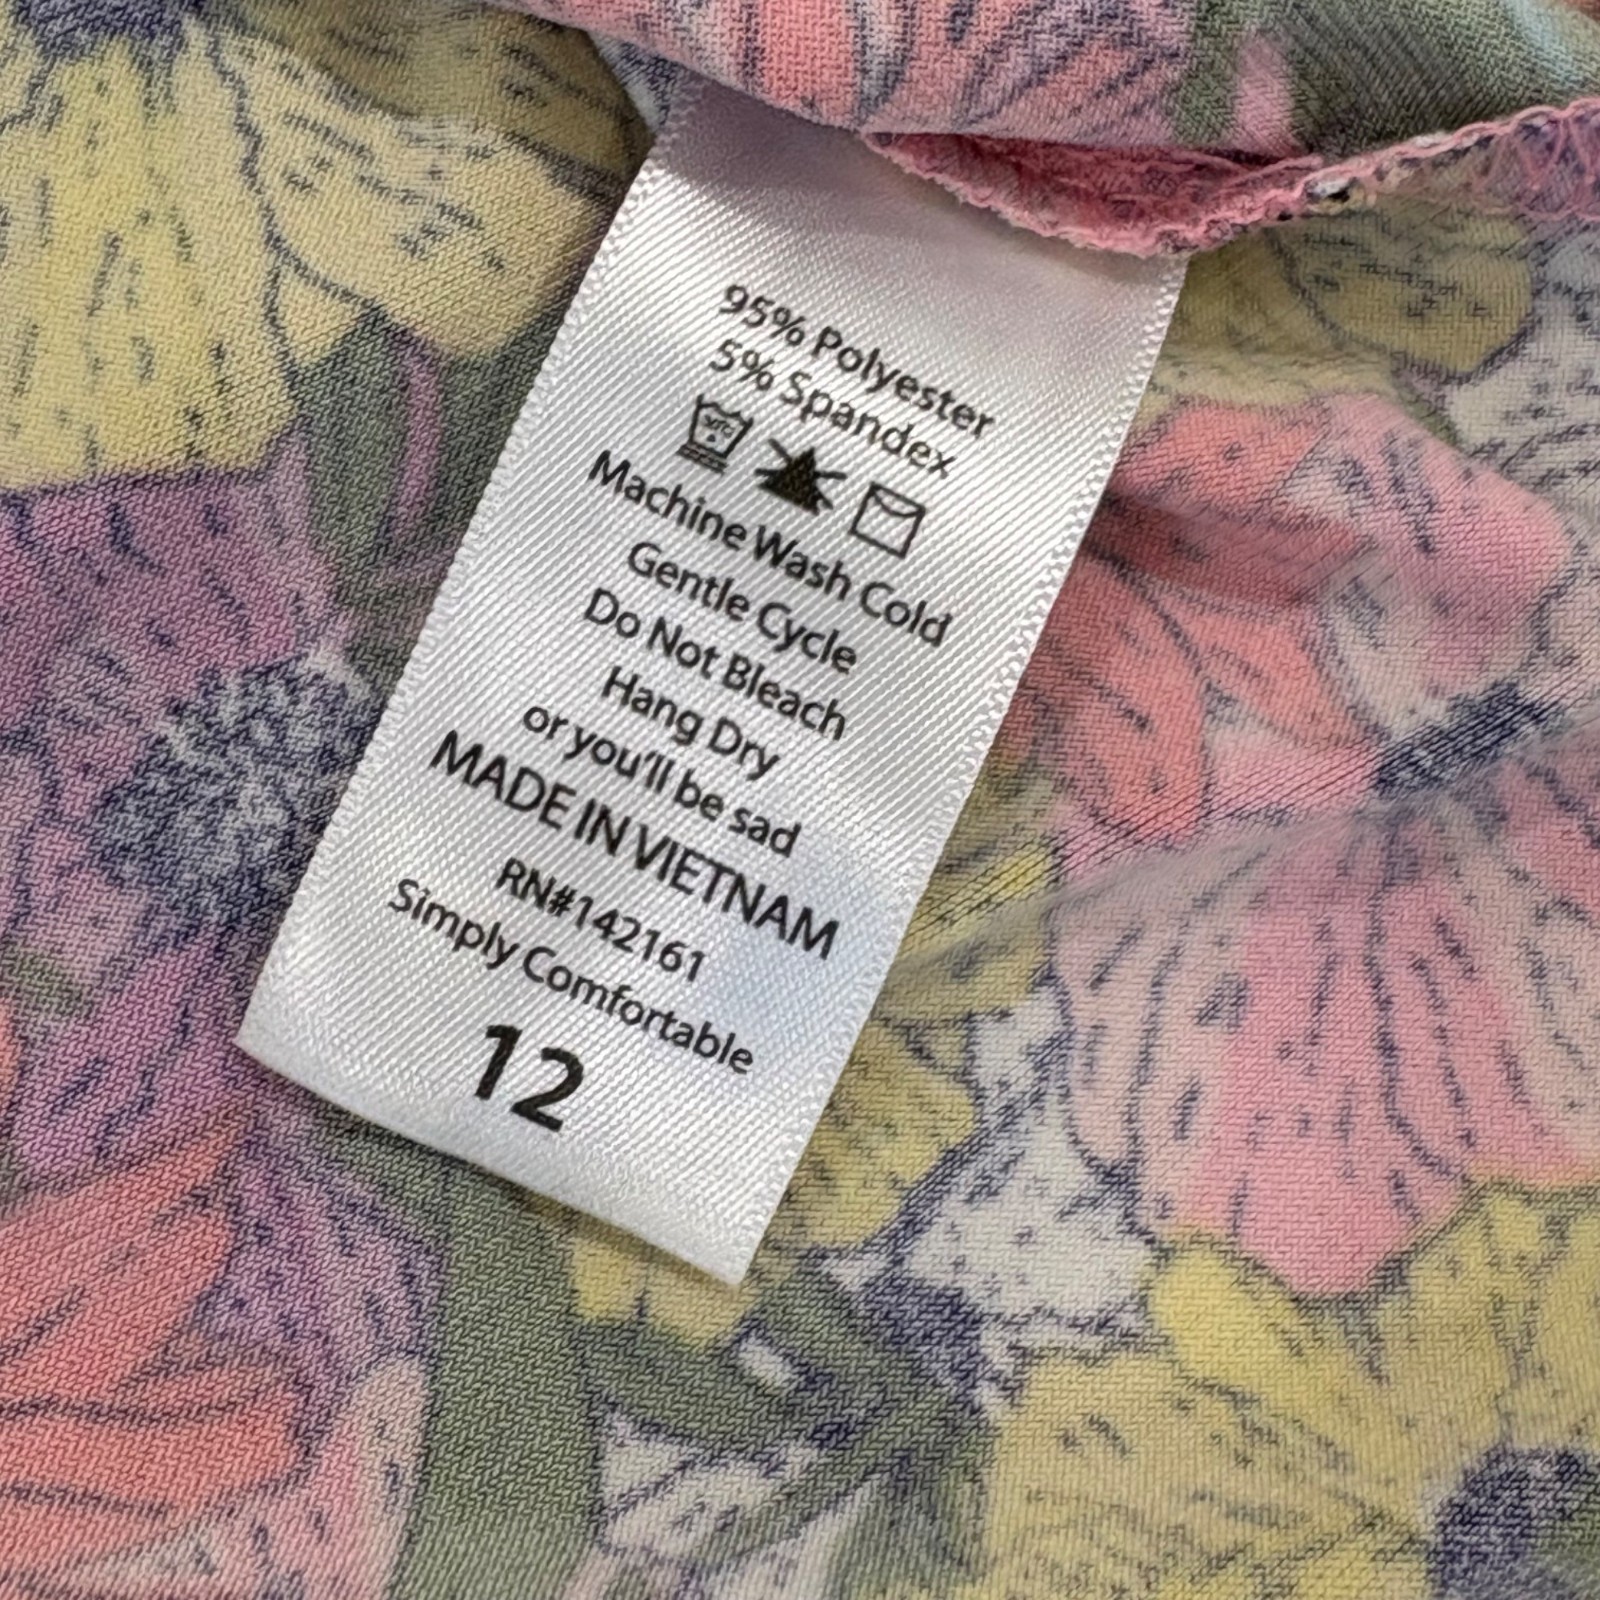 95% Polyester
5% Spandex
30°C
Machine Wash Cold
Gentle Cycle
Do Not Bleach
Hang Dry
or you'll be sad
MADE IN VIETNAM
RN#142161
Simply Comfortable
12